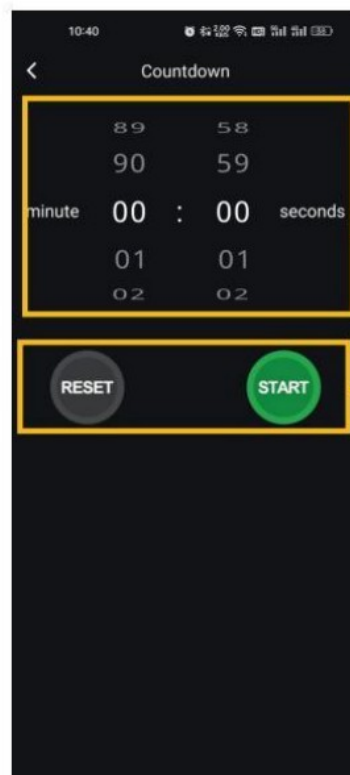 10:40
Countdown
89 58
90 59
minute 00 : 00 seconds
01 01
02 02
RESET START